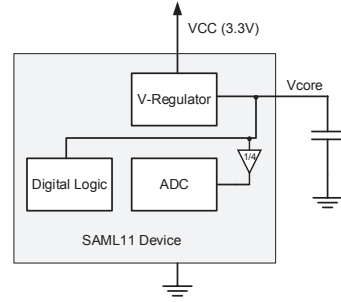 VCC (3.3V)
V-Regulator
Vcore
1/4
Digital Logic
ADC
SAML11 Device